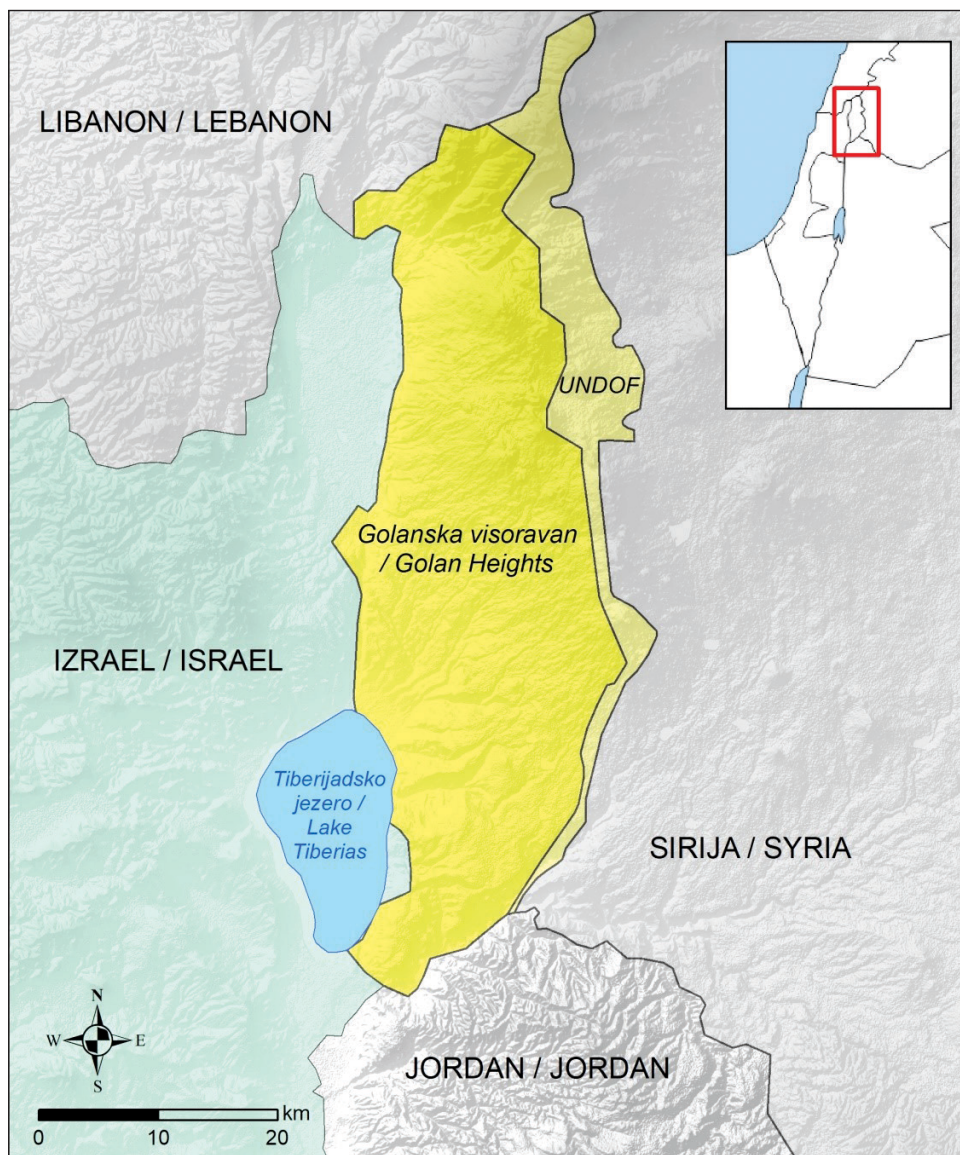 LIBANON / LEBANON
UNDOF
Golanska visoravan
/ Golan Heights
IZRAEL / ISRAEL
Tiberijadsko
jezero /
Lake
Tiberias
SIRIJA / SYRIA
N
W E
S
JORDAN / JORDAN
km
0 10 20